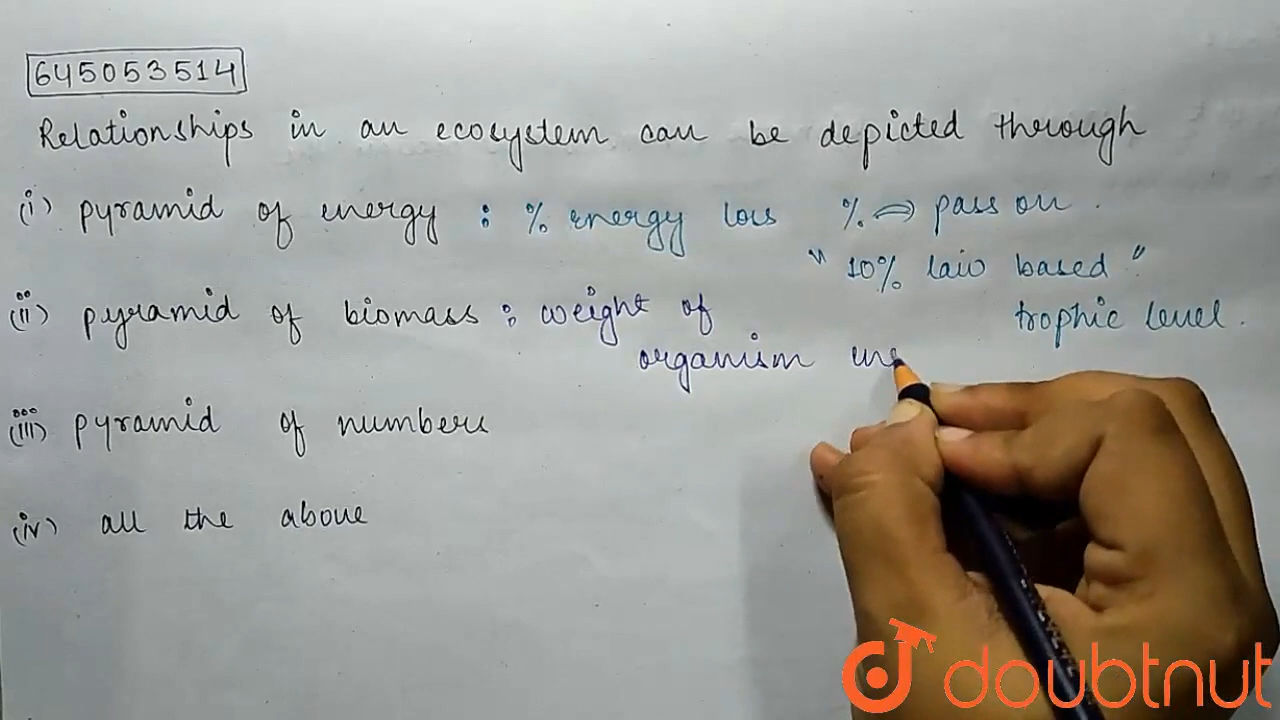 645053514
Relationships in an ecosystem can be depicted through
(i) pyramid of energy : % energy loss % ⇒ pass on.
" 10% law based "
trophic level.
(ii) pyramid of biomass : weight of
organism
(iii) pyramid of numbers
(iv) all the above
doubtnut